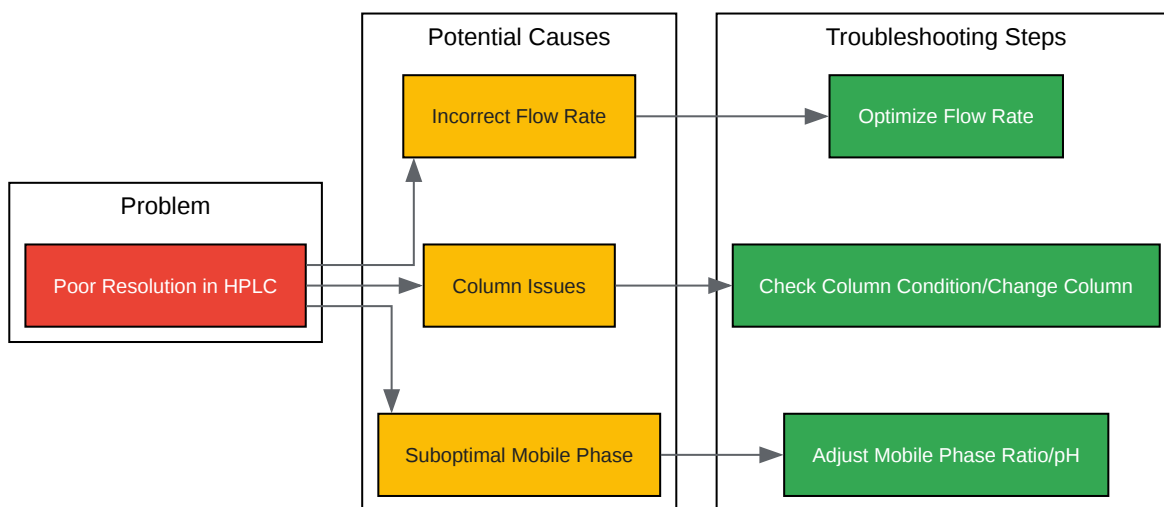 Problem
Poor Resolution in HPLC
Potential Causes
Incorrect Flow Rate
Column Issues
Suboptimal Mobile Phase
Troubleshooting Steps
Optimize Flow Rate
Check Column Condition/Change Column
Adjust Mobile Phase Ratio/pH